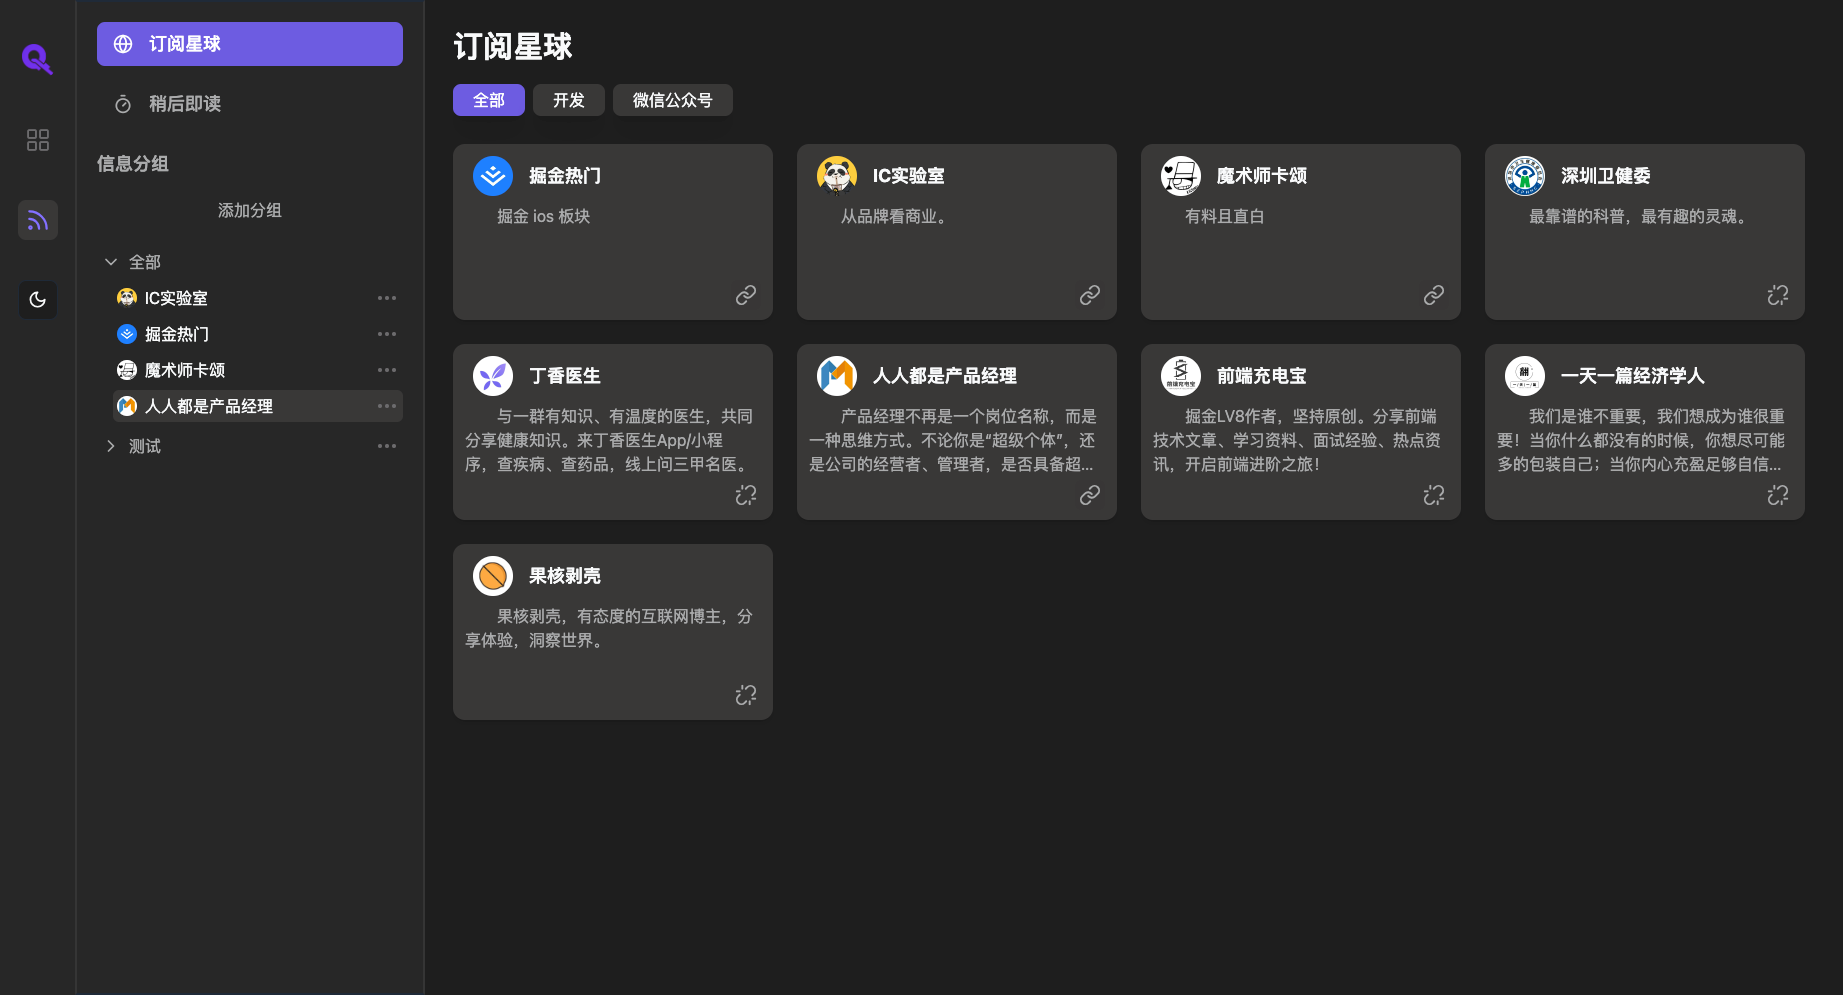 订阅星球
稍后即读
信息分组
添加分组
全部
IC实验室
掘金热门
魔术师卡颂
人人都是产品经理
测试
订阅星球
全部
开发
微信公众号
掘金热门
掘金 ios 板块
IC实验室
从品牌看商业。
魔术师卡颂
有料且直白
深圳卫健委
最靠谱的科普，最有趣的灵魂。
丁香医生
与一群有知识、有温度的医生，共同
分享健康知识。来丁香医生App/小程
序，查疾病、查药品，线上问三甲名医。
人人都是产品经理
产品经理不再是一个岗位名称，而是
一种思维方式。不论你是“超级个体”，还
是公司的经营者、管理者，是否具备超...
前端充电宝
掘金LV8作者，坚持原创。分享前端
技术文章、学习资料、面试经验、热点资
讯，开启前端进阶之旅！
一天一篇经济学人
我们是谁不重要，我们想成为谁很重
要！当你什么都没有的时候，你想尽可能
多的包装自己；当你内心充盈足够自信...
果核剥壳
果核剥壳，有态度的互联网博主，分
享体验，洞察世界。